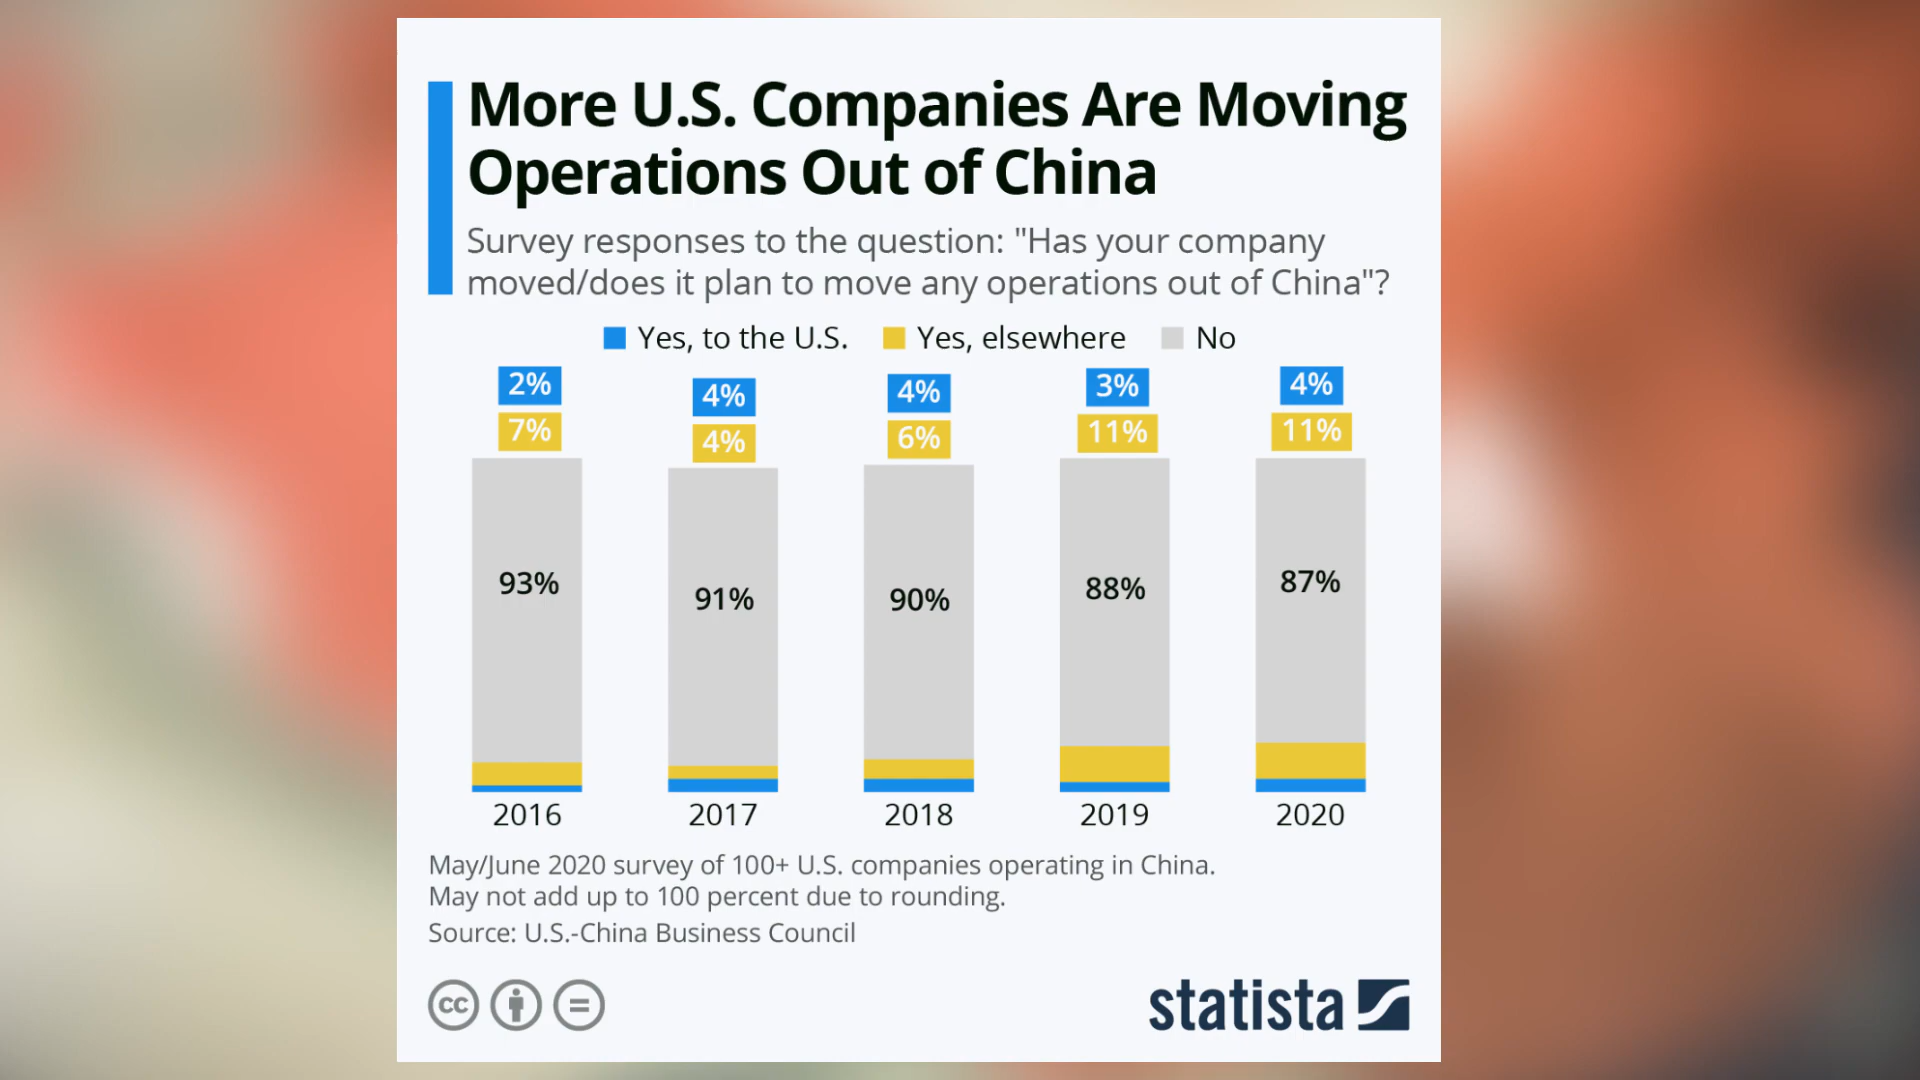 More U.S. Companies Are Moving
Operations Out of China
Survey responses to the question: "Has your company
moved/does it plan to move any operations out of China"?
Yes, to the U.S. Yes, elsewhere No
2% 4% 4% 3% 4%
7% 4% 6% 11% 11%
93% 91% 90% 88% 87%
2016 2017 2018 2019 2020
May/June 2020 survey of 100+ U.S. companies operating in China.
May not add up to 100 percent due to rounding.
Source: U.S.-China Business Council
cc =
statista